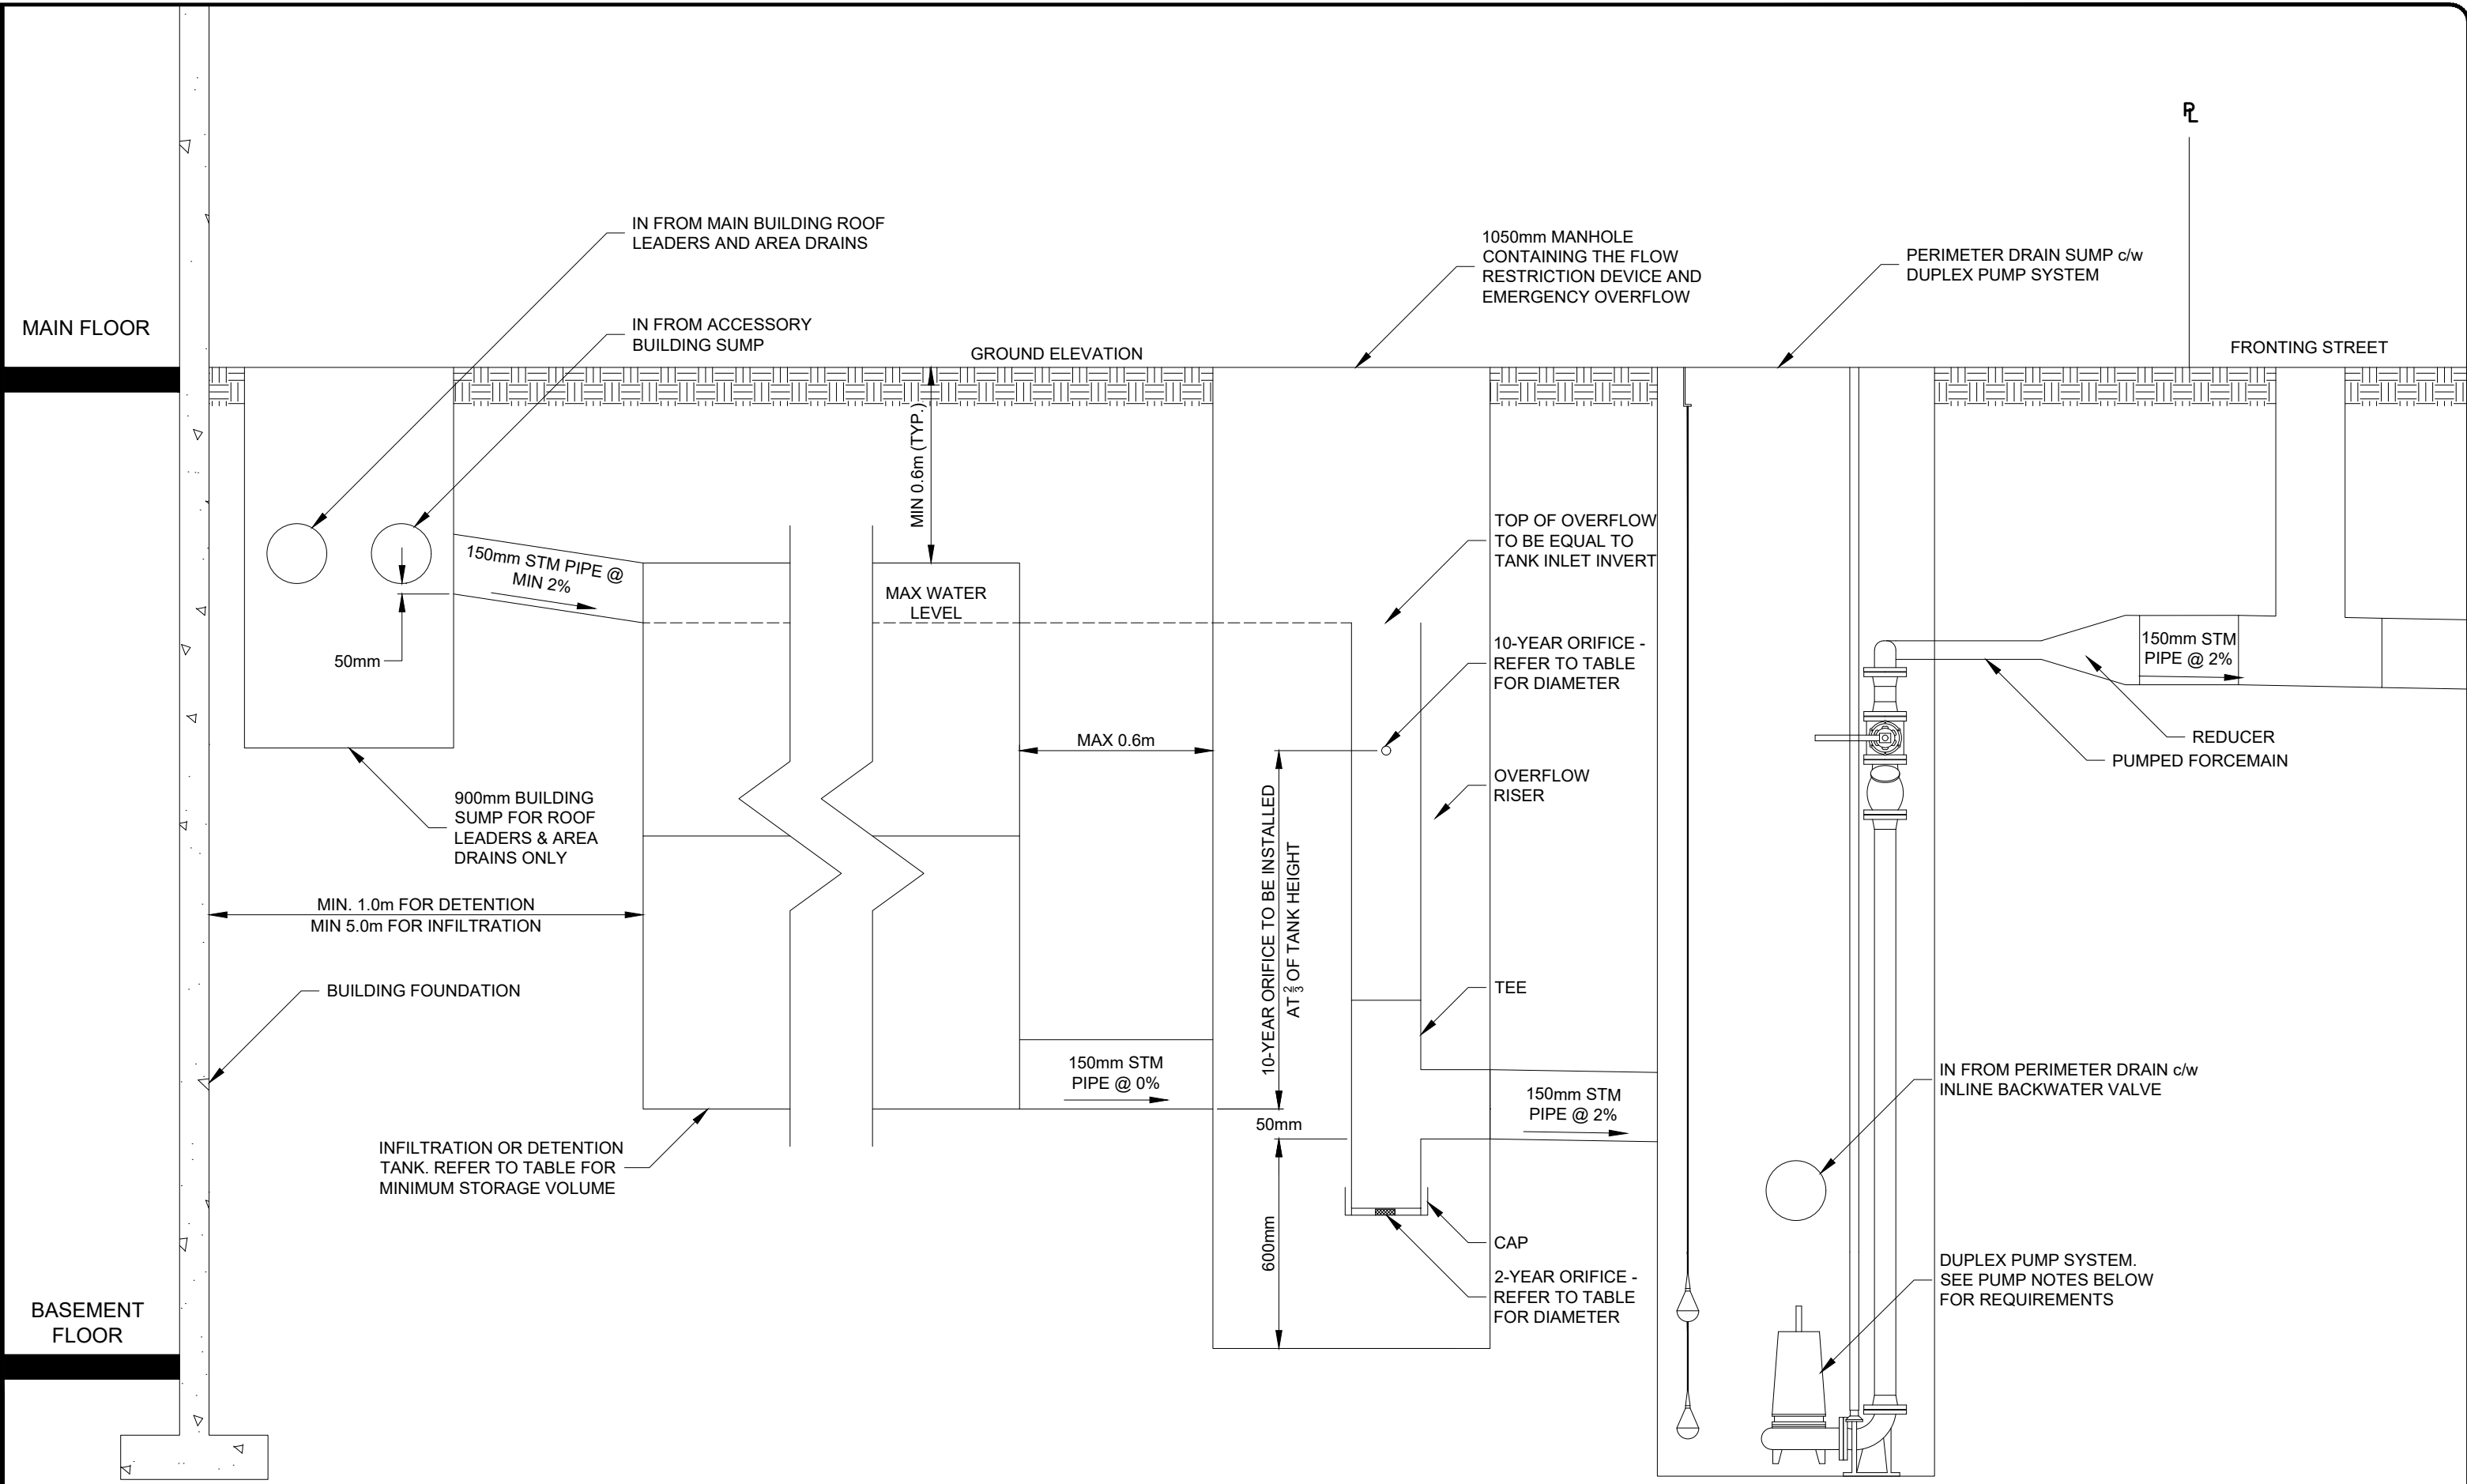 PL
IN FROM MAIN BUILDING ROOF
LEADERS AND AREA DRAINS
1050mm MANHOLE
CONTAINING THE FLOW
RESTRICTION DEVICE AND
EMERGENCY OVERFLOW
PERIMETER DRAIN SUMP c/w
DUPLEX PUMP SYSTEM
MAIN FLOOR
IN FROM ACCESSORY
BUILDING SUMP
GROUND ELEVATION
FRONTING STREET
MIN 0.6m (TYP.)
150mm STM PIPE @
MIN 2%
50mm
MAX WATER
LEVEL
TOP OF OVERFLOW
TO BE EQUAL TO
TANK INLET INVERT
10-YEAR ORIFICE -
REFER TO TABLE
FOR DIAMETER
150mm STM
PIPE @ 2%
REDUCER
PUMPED FORCEMAIN
MAX 0.6m
OVERFLOW
RISER
900mm BUILDING
SUMP FOR ROOF
LEADERS & AREA
DRAINS ONLY
10-YEAR ORIFICE TO BE INSTALLED
AT 2/3 OF TANK HEIGHT
MIN. 1.0m FOR DETENTION
MIN 5.0m FOR INFILTRATION
BUILDING FOUNDATION
TEE
150mm STM
PIPE @ 0%
150mm STM
PIPE @ 2%
IN FROM PERIMETER DRAIN c/w
INLINE BACKWATER VALVE
50mm
INFILTRATION OR DETENTION
TANK. REFER TO TABLE FOR
MINIMUM STORAGE VOLUME
600mm
CAP
2-YEAR ORIFICE -
REFER TO TABLE
FOR DIAMETER
DUPLEX PUMP SYSTEM.
SEE PUMP NOTES BELOW
FOR REQUIREMENTS
BASEMENT
FLOOR